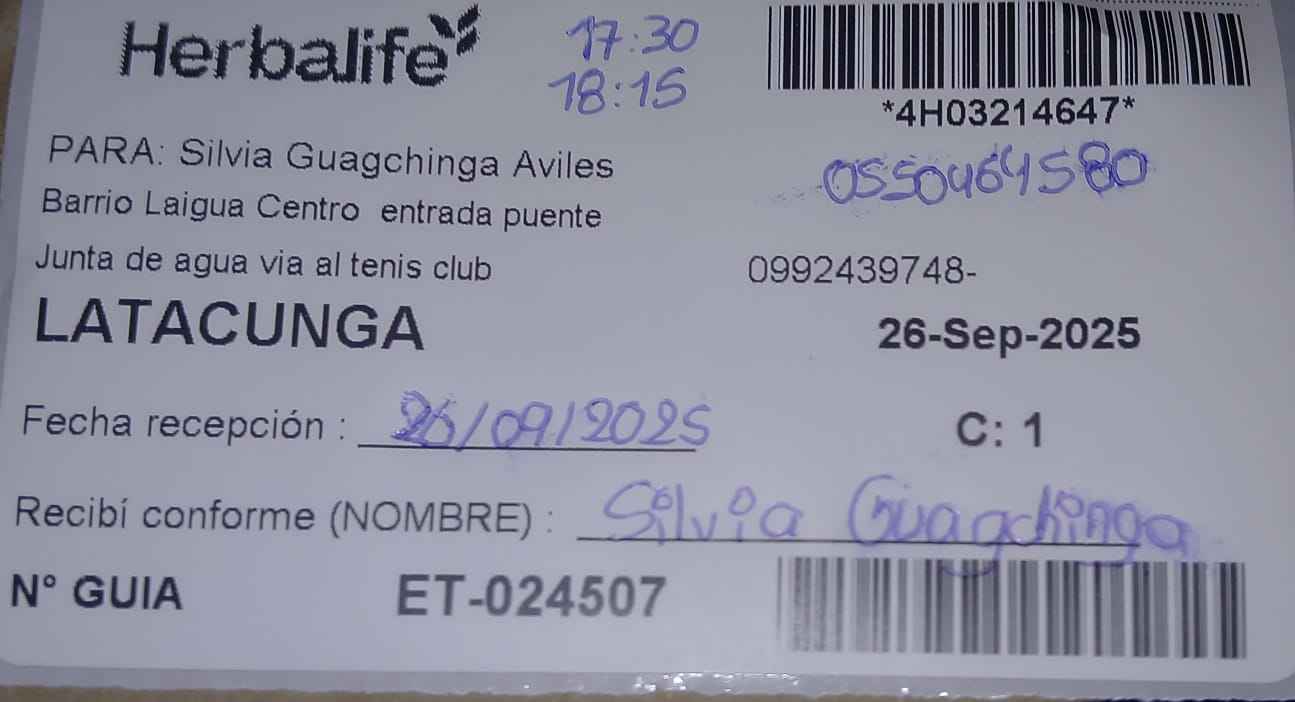 Herbalife
17:30
18:15
*4H03214647*
PARA: Silvia Guagchinga Aviles
0550464580
Barrio Laigua Centro entrada puente
Junta de agua via al tenis club
0992439748-
LATACUNGA
26-Sep-2025
Fecha recepción : 26/09/2025
C: 1
Recibí conforme (NOMBRE) : Silvia Guagchinga
N° GUIA ET-024507